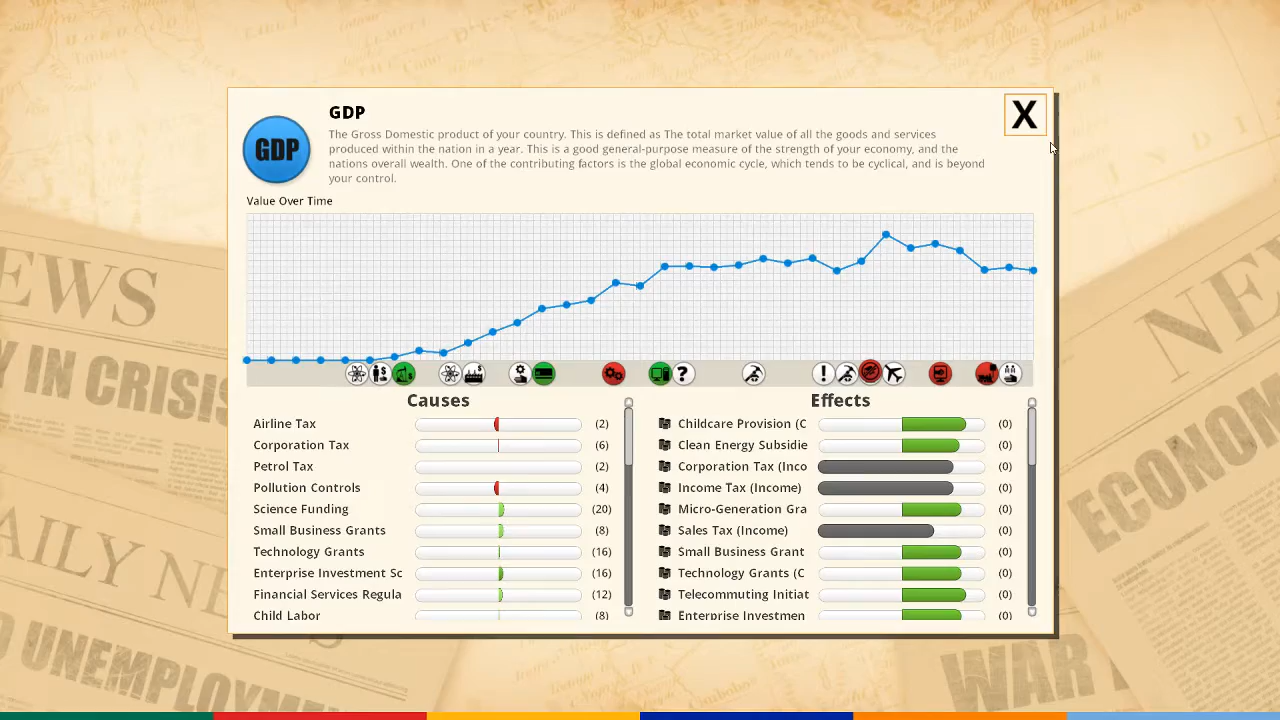 GDP
GDP
The Gross Domestic product of your country. This is defined as The total market value of all the goods and services
produced within the nation in a year. This is a good general-purpose measure of the strength of your economy, and the
nations overall wealth. One of the contributing factors is the global economic cycle, which tends to be cyclical, and is beyond
your control.
X
Value Over Time
Causes
Airline Tax (2)
Corporation Tax (6)
Petrol Tax (2)
Pollution Controls (4)
Science Funding (20)
Small Business Grants (8)
Technology Grants (16)
Enterprise Investment Sc (16)
Financial Services Regula (12)
Child Labor (8)
Effects
Childcare Provision (C (0)
Clean Energy Subsidie (0)
Corporation Tax (Inco (0)
Income Tax (Income) (0)
Micro-Generation Gra (0)
Sales Tax (Income) (0)
Small Business Grant (0)
Technology Grants (C (0)
Telecommuting Initiat (0)
Enterprise Investmen (0)
EWS
Y IN CRISIS
AILY NE
UNEMPLOYME
WAR
NE
ECONOM